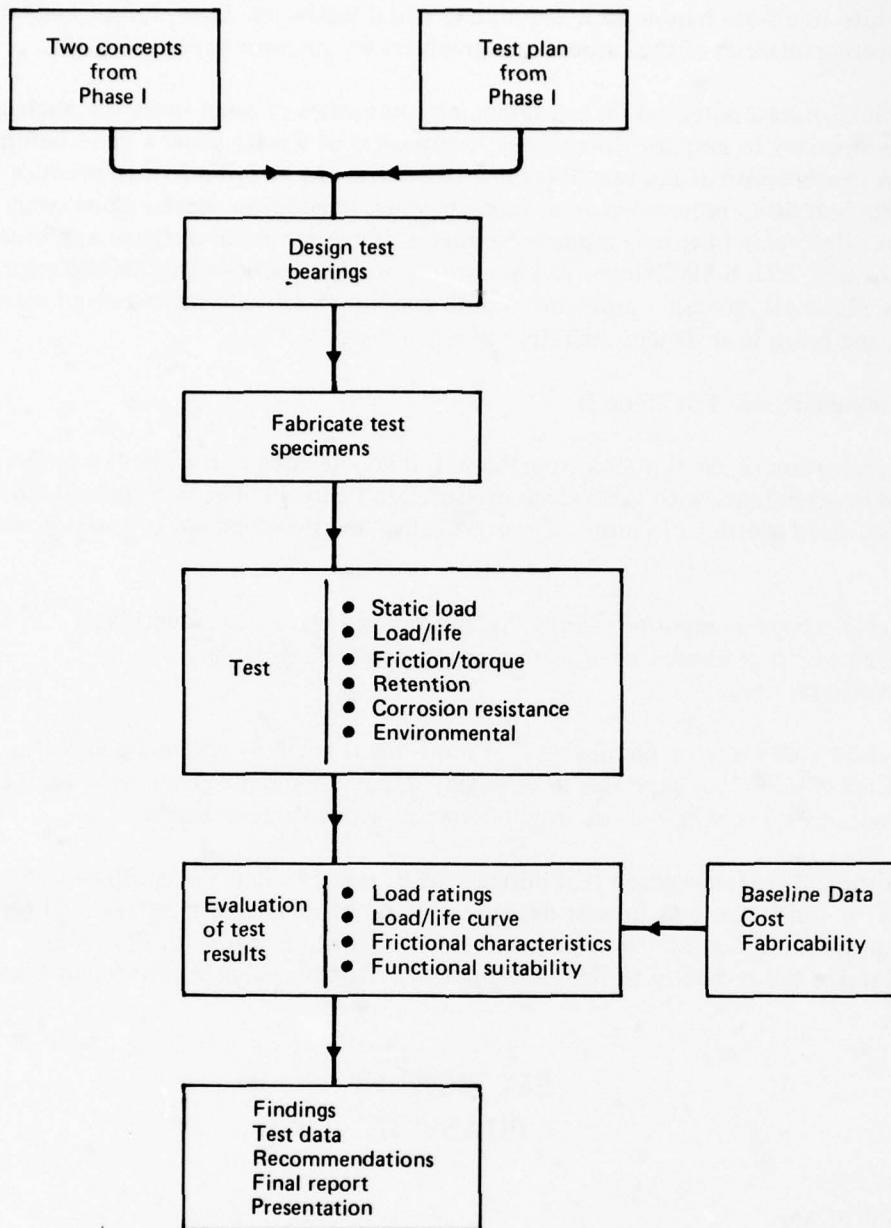 Two concepts
from
Phase I
Test plan
from
Phase I
Design test
bearings
Fabricate test
specimens
Test
● Static load
● Load/life
● Friction/torque
● Retention
● Corrosion resistance
● Environmental
Evaluation
of test
results
● Load ratings
● Load/life curve
● Frictional characteristics
● Functional suitability
Baseline Data
Cost
Fabricability
Findings
Test data
Recommendations
Final report
Presentation